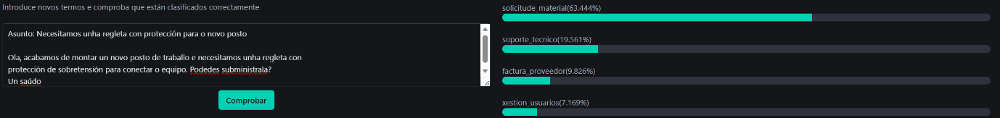 Introduce novos termos e comproba que están clasificados correctamente
Asunto: Necesitamos unha regleta con protección para o novo posto
Ola, acabamos de montar un novo posto de traballo e necesitamos unha regleta con
protección de sobretensión para conectar o equipo. Podedes subministrala?
Un saúdo
Comprobar
solicitude_material(63.444%)
soporte_tecnico(19.561%)
factura_proveedor(9.826%)
xestion_usuarios(7.169%)